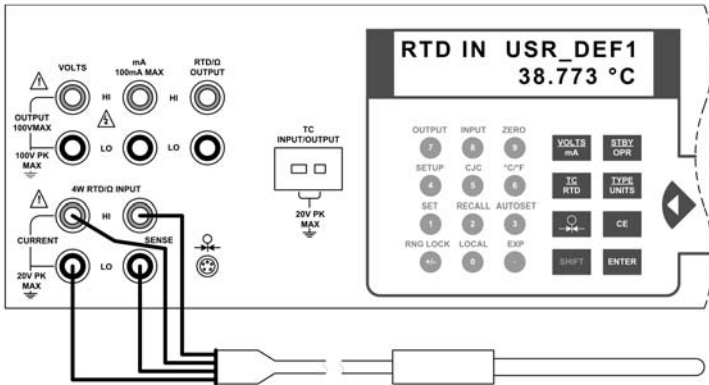 VOLTS
mA
100mA MAX
RTD/Ω
OUTPUT
HI
HI
OUTPUT
100VMAX
LO
LO
100V PK
MAX
4W RTD/Ω INPUT
HI
CURRENT
SENSE
LO
20V PK
MAX
TC
INPUT/OUTPUT
20V PK
MAX
RTD IN USR_DEF1
38.773 °C
OUTPUT INPUT ZERO
7 8 9
SETUP CJC °C/°F
4 5 6
SET RECALL AUTOSET
1 2 3
RNG LOCK LOCAL EXP
+/- 0 .
VOLTS
mA
STBY
OPR
TC
RTD
TYPE
UNITS
CE
SHIFT
ENTER